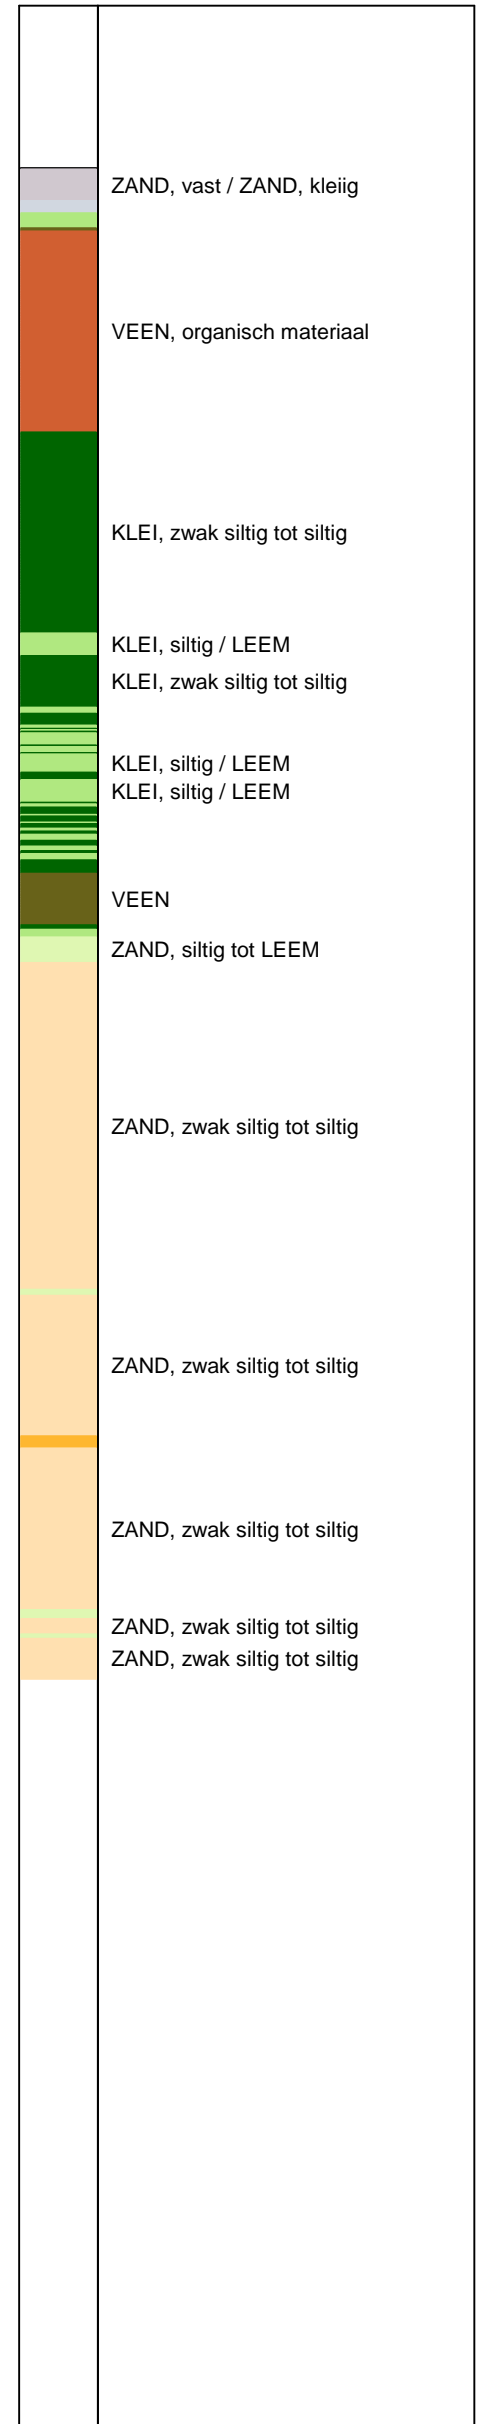 ZAND, vast / ZAND, kleiig
VEEN, organisch materiaal
KLEI, zwak siltig tot siltig
KLEI, siltig / LEEM
KLEI, zwak siltig tot siltig
KLEI, siltig / LEEM
KLEI, siltig / LEEM
VEEN
ZAND, siltig tot LEEM
ZAND, zwak siltig tot siltig
ZAND, zwak siltig tot siltig
ZAND, zwak siltig tot siltig
ZAND, zwak siltig tot siltig
ZAND, zwak siltig tot siltig